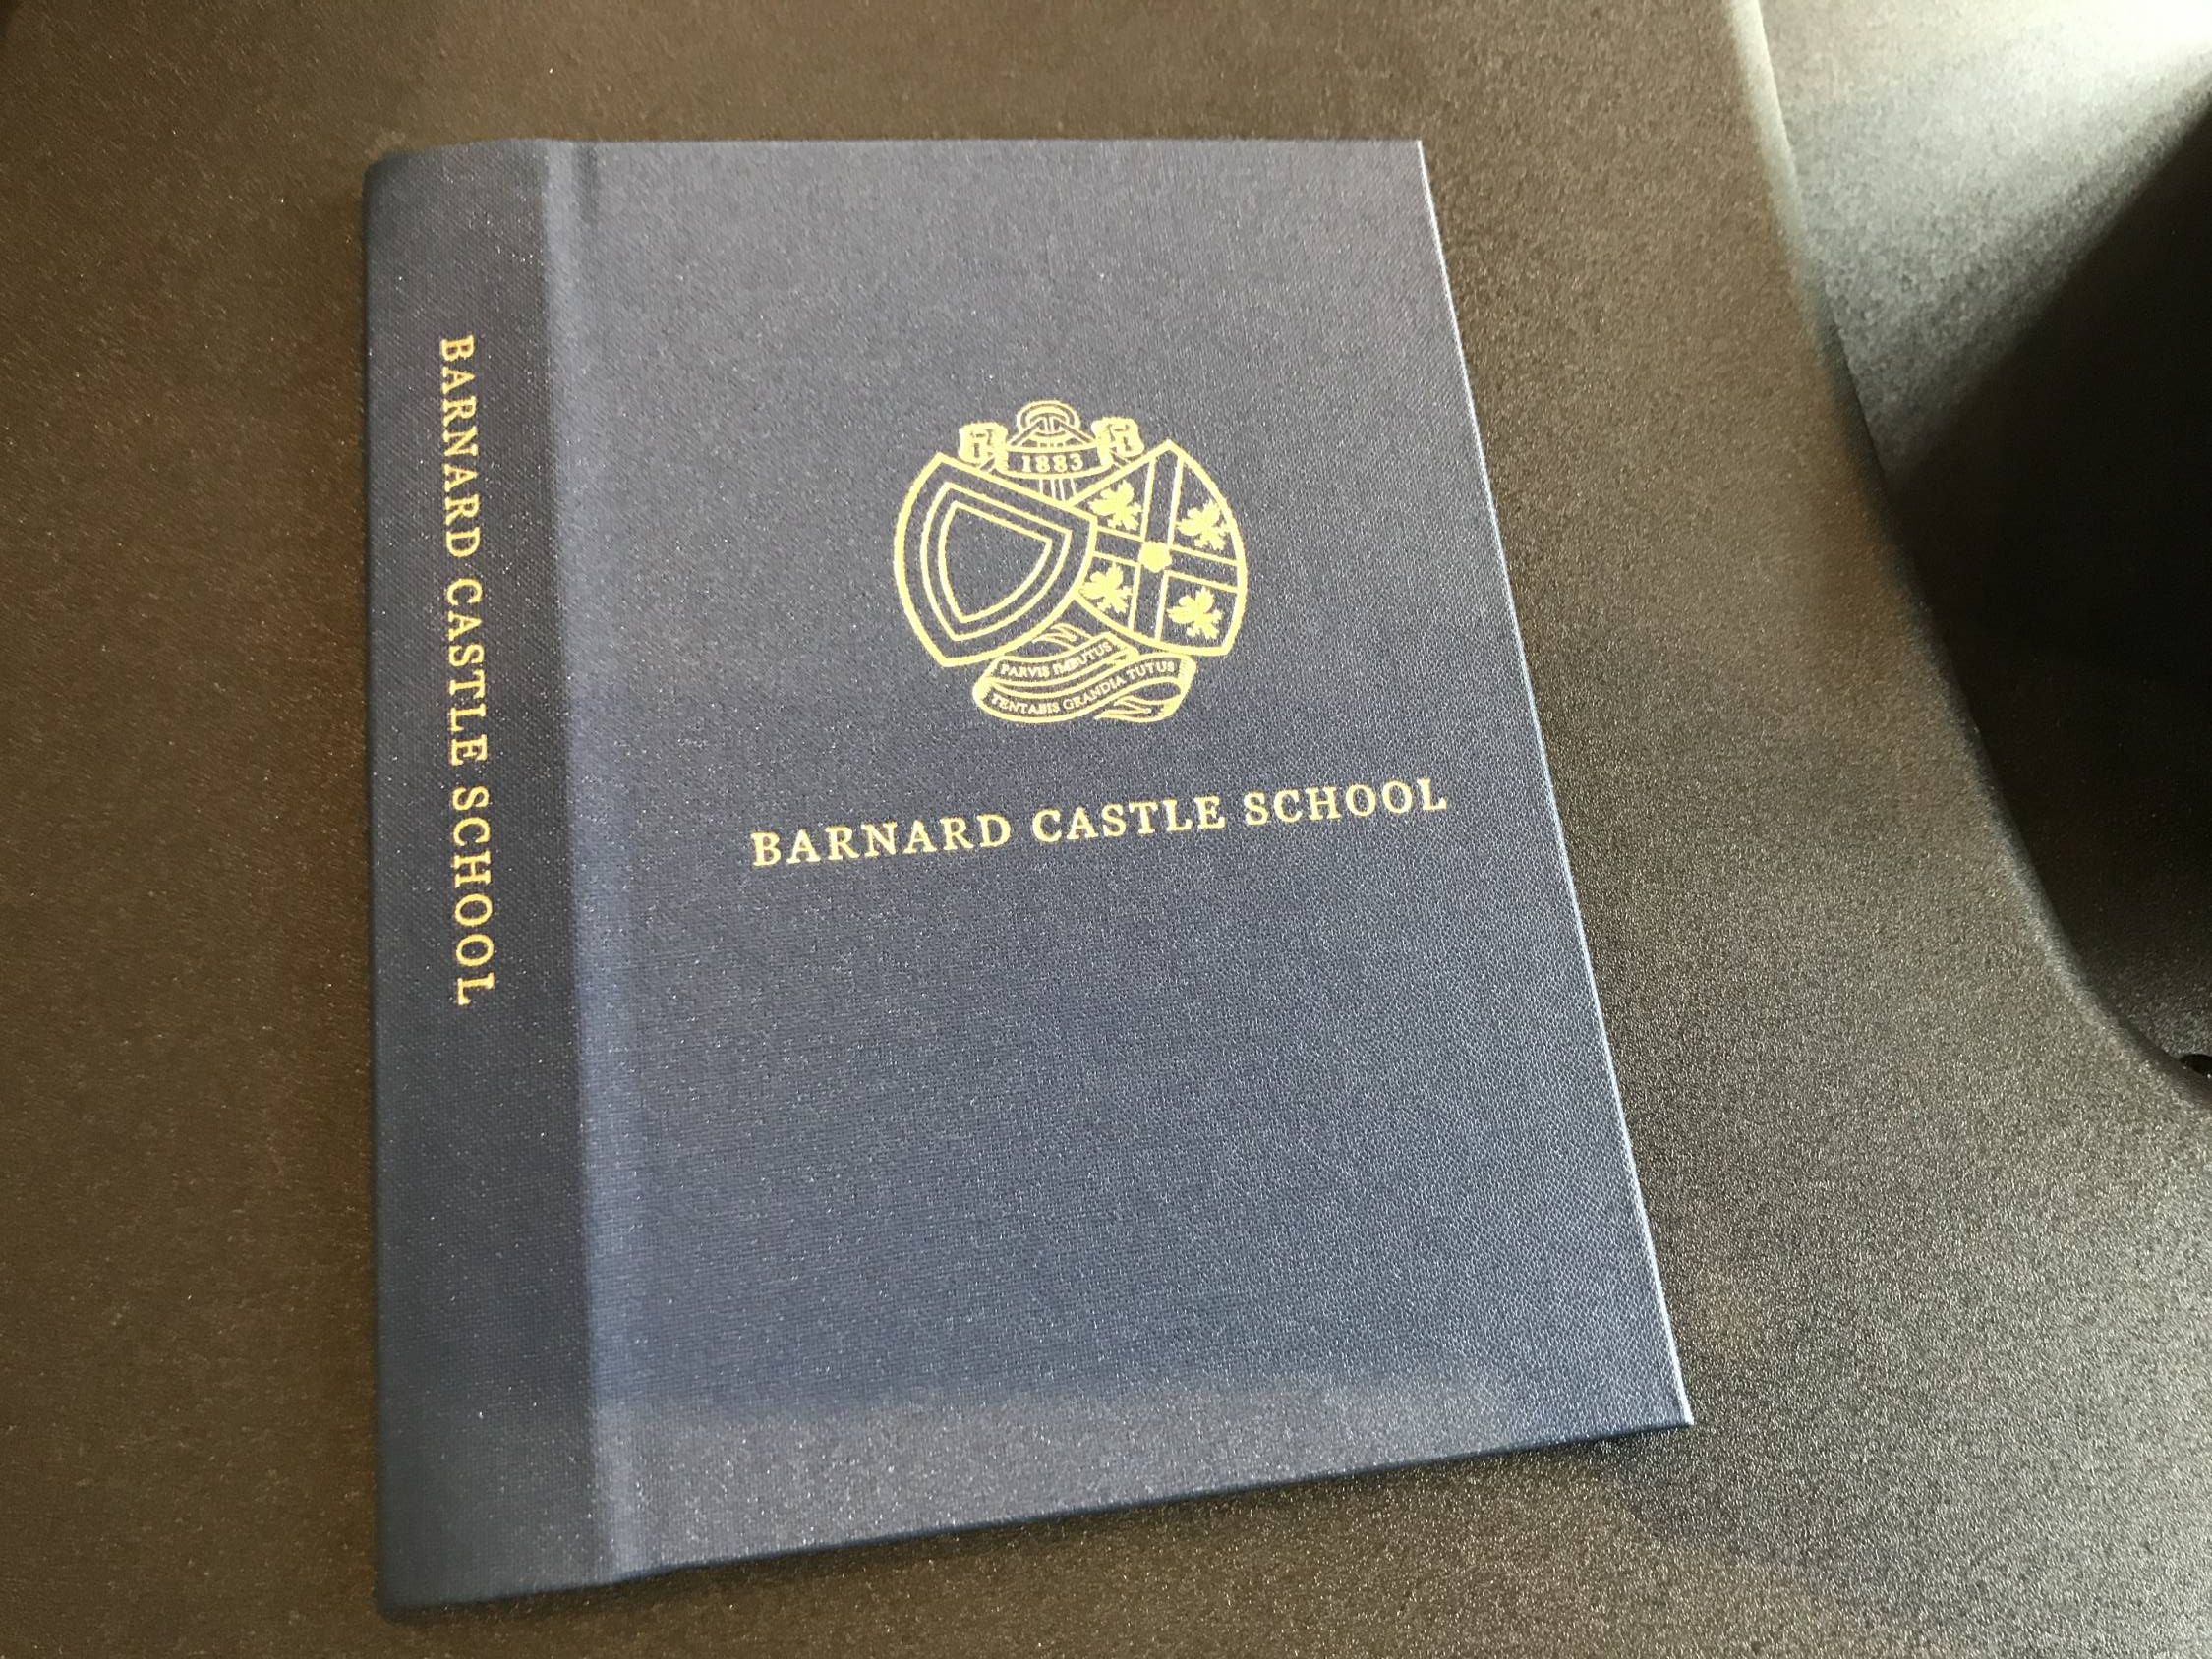 BARNARD CASTLE SCHOOL
1883
PARVIS IMBUTUS
TENTABIS GRANDIA TUTUS
BARNARD CASTLE SCHOOL